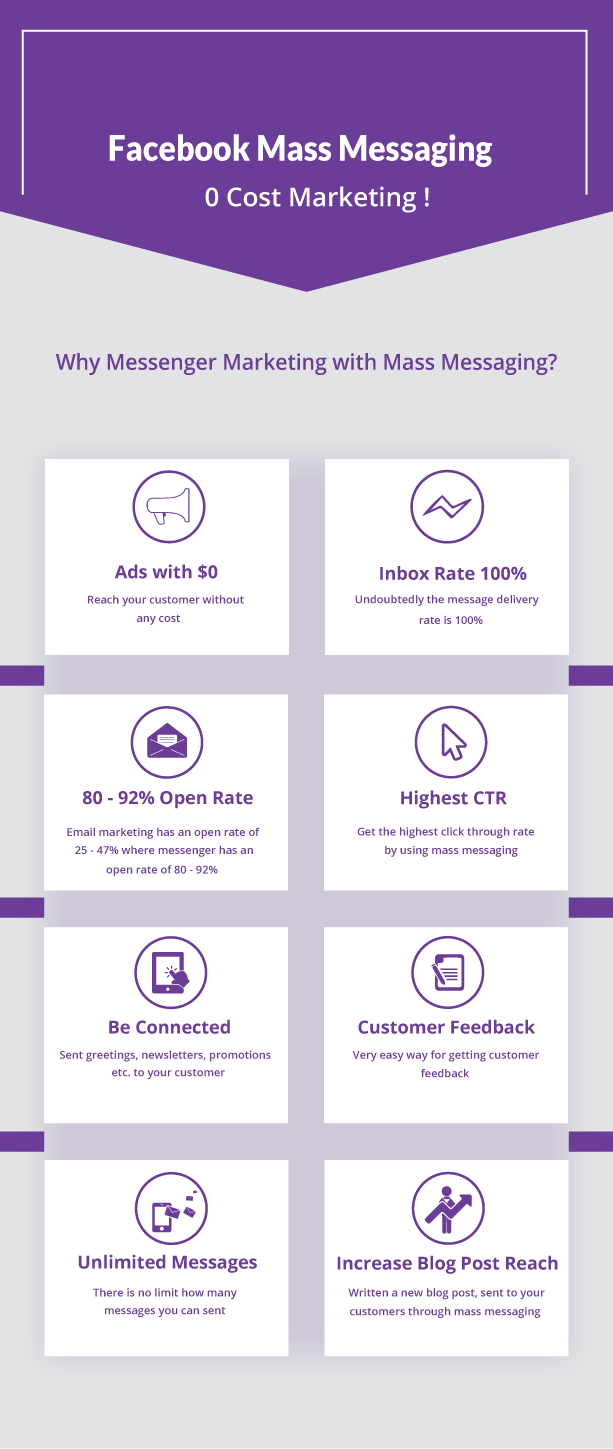 Facebook Mass Messaging
0 Cost Marketing !
Why Messenger Marketing with Mass Messaging?
Ads with $0
Reach your customer without
any cost
Inbox Rate 100%
Undoubtedly the message delivery
rate is 100%
80 - 92% Open Rate
Email marketing has an open rate of
25 - 47% where messenger has an
open rate of 80 - 92%
Highest CTR
Get the highest click through rate
by using mass messaging
Be Connected
Sent greetings, newsletters, promotions
etc. to your customer
Customer Feedback
Very easy way for getting customer
feedback
Unlimited Messages
There is no limit how many
messages you can sent
Increase Blog Post Reach
Written a new blog post, sent to your
customers through mass messaging